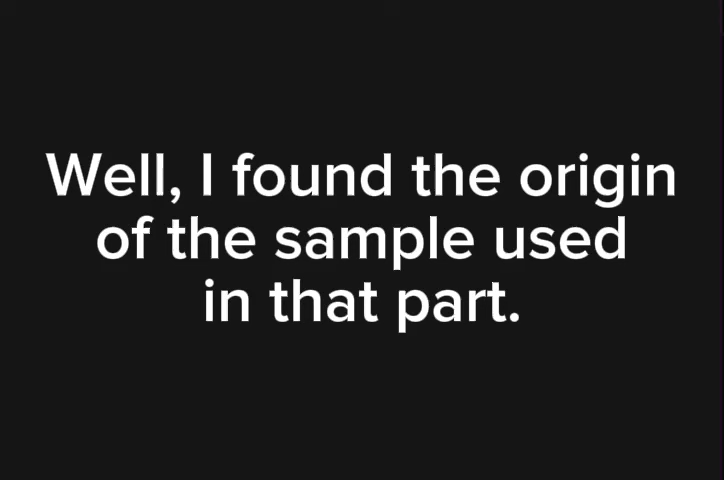 Well, I found the origin
of the sample used
in that part.